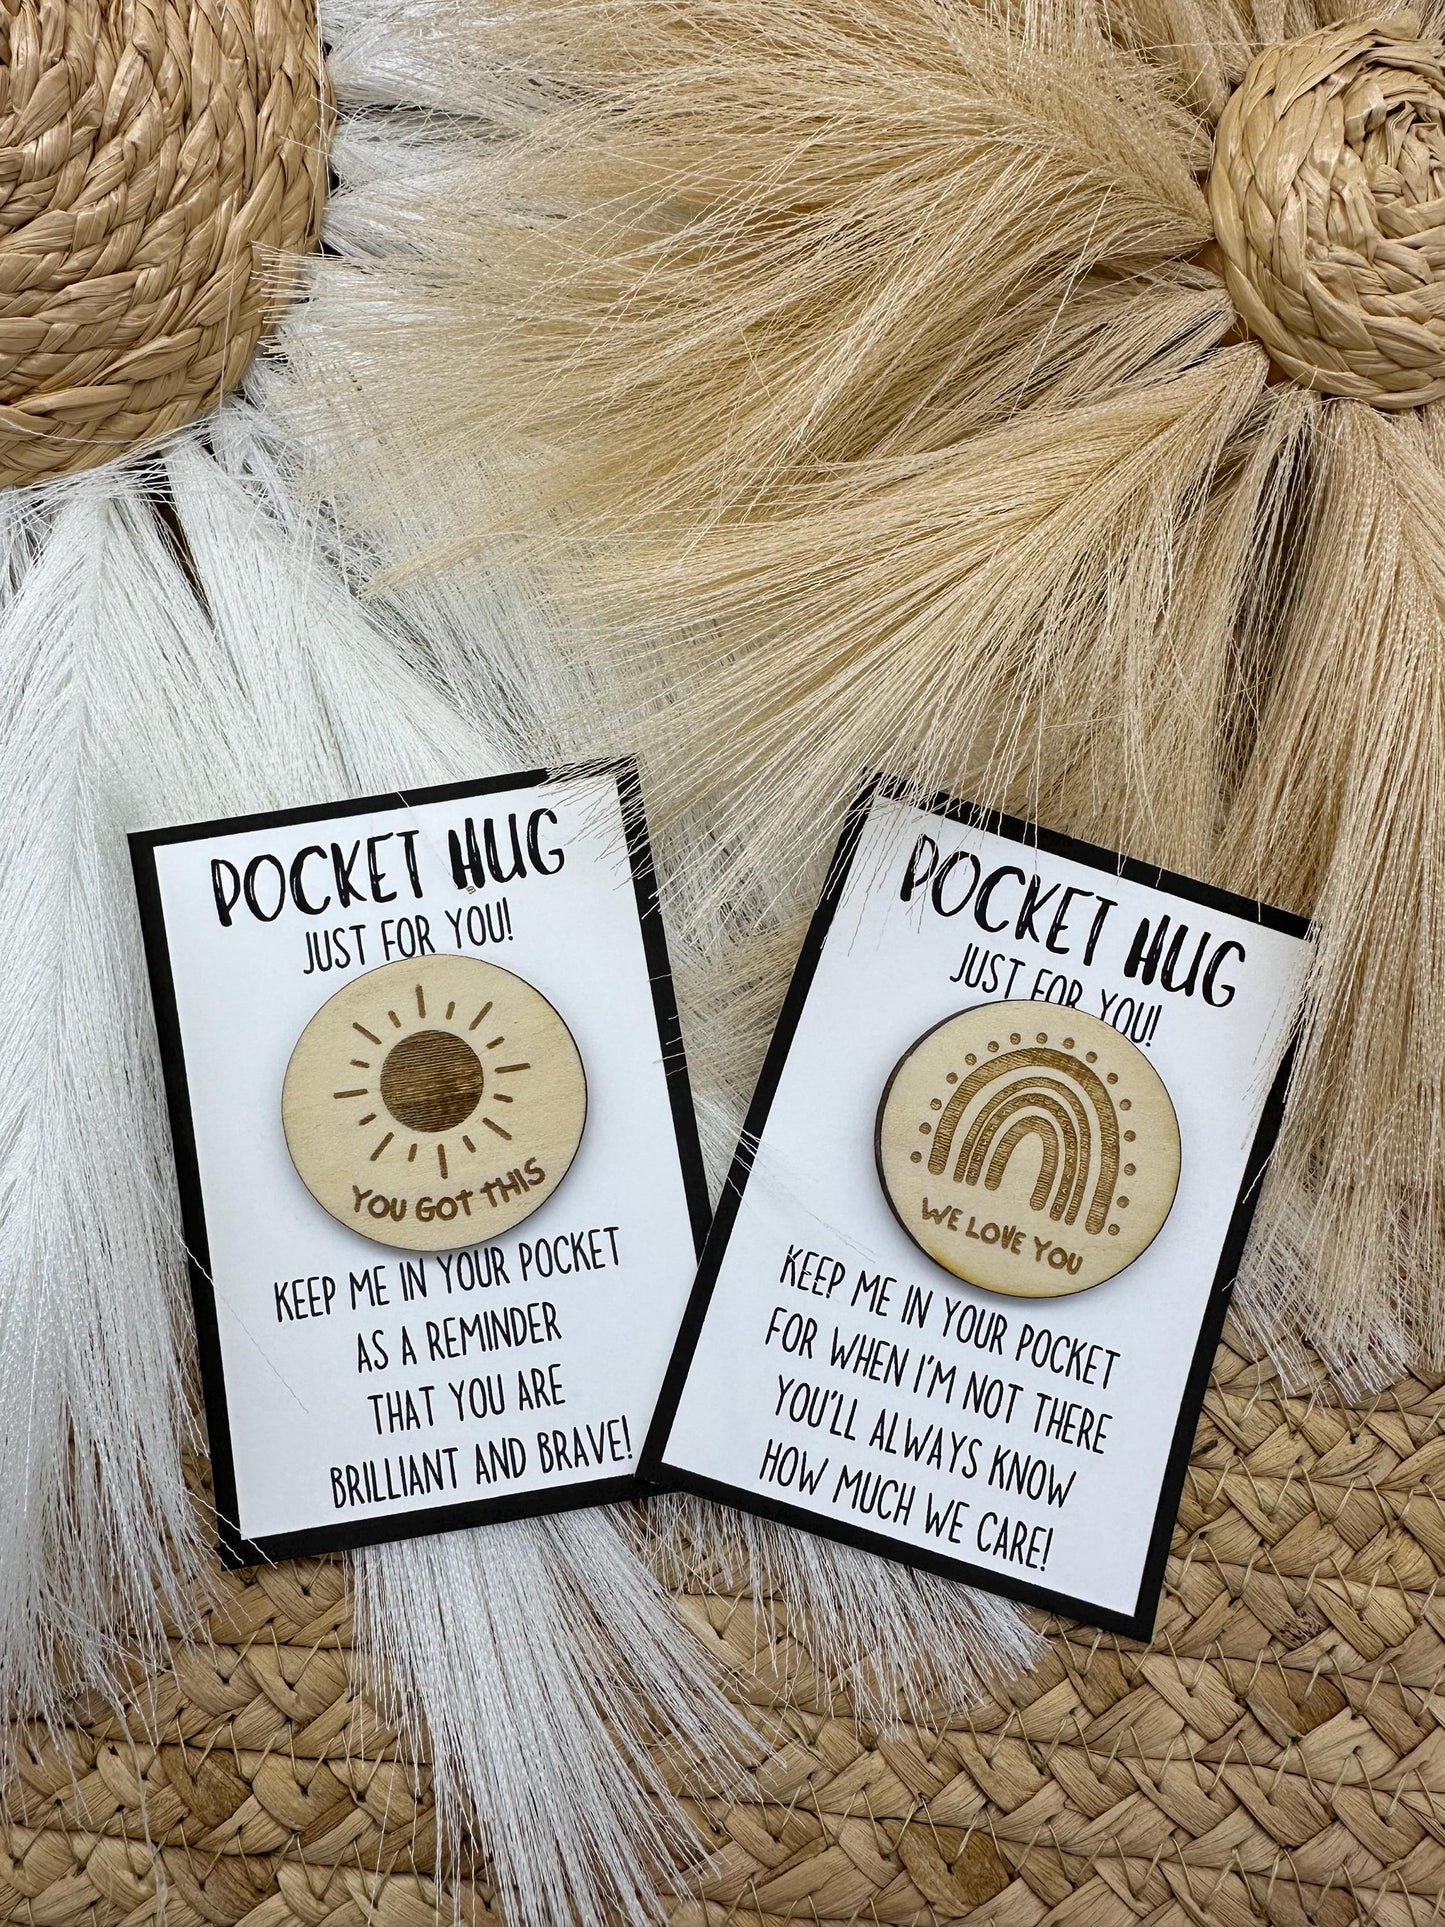 POCKET HUG
JUST FOR YOU!
YOU GOT THIS
KEEP ME IN YOUR POCKET
AS A REMINDER
THAT YOU ARE
BRILLIANT AND BRAVE!
POCKET HUG
JUST FOR YOU!
WE LOVE YOU
KEEP ME IN YOUR POCKET
FOR WHEN I'M NOT THERE
YOU'LL ALWAYS KNOW
HOW MUCH WE CARE!